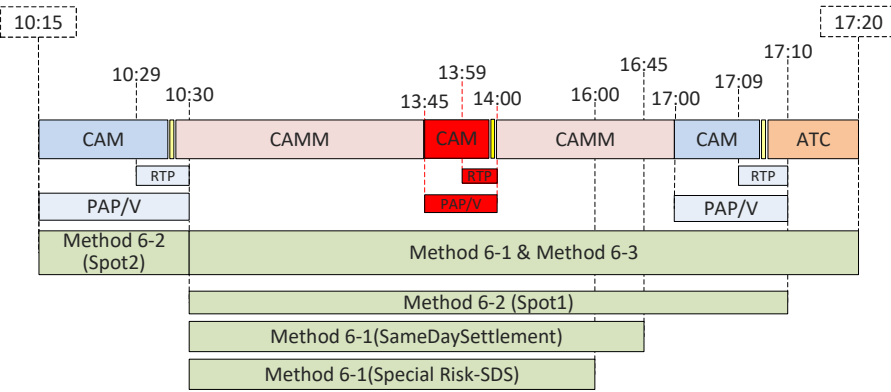 10:15
17:20
16:45
17:10
10:29
13:59
17:09
10:30
13:45
14:00
16:00
17:00
CAM
CAMM
CAM
CAMM
CAM
ATC
RTP
RTP
RTP
PAP/V
PAP/V
PAP/V
Method 6-2
(Spot2)
Method 6-1 & Method 6-3
Method 6-2 (Spot1)
Method 6-1(SameDaySettlement)
Method 6-1(Special Risk-SDS)